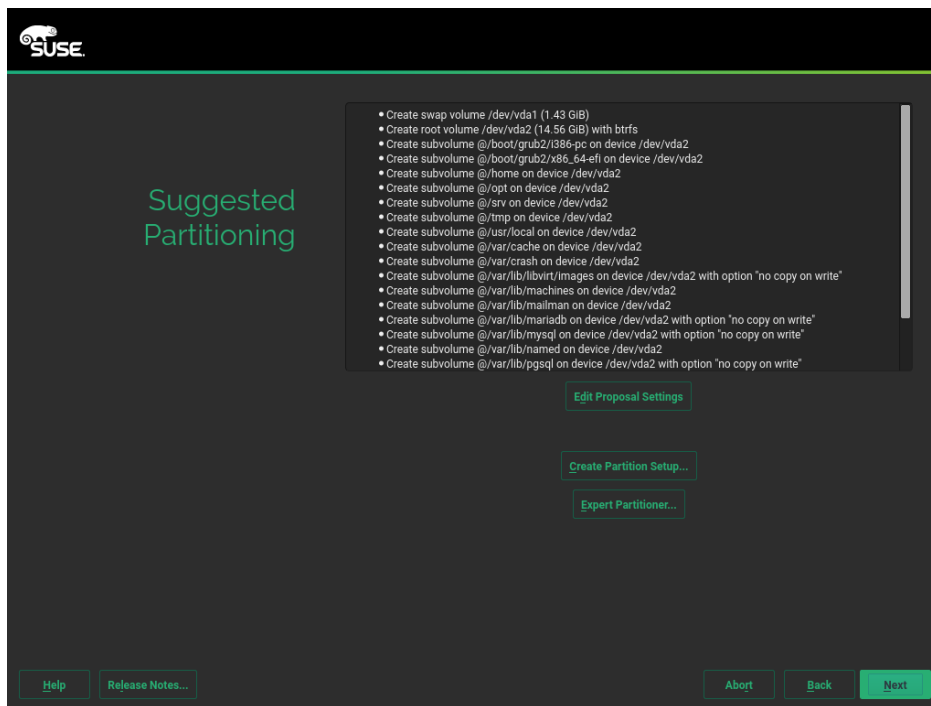 SUSE.
Suggested
Partitioning
• Create swap volume /dev/vda1 (1.43 GiB)
• Create root volume /dev/vda2 (14.56 GiB) with btrfs
• Create subvolume @/boot/grub2/i386-pc on device /dev/vda2
• Create subvolume @/boot/grub2/x86_64-efi on device /dev/vda2
• Create subvolume @/home on device /dev/vda2
• Create subvolume @/opt on device /dev/vda2
• Create subvolume @/srv on device /dev/vda2
• Create subvolume @/tmp on device /dev/vda2
• Create subvolume @/usr/local on device /dev/vda2
• Create subvolume @/var/cache on device /dev/vda2
• Create subvolume @/var/crash on device /dev/vda2
• Create subvolume @/var/lib/libvirt/images on device /dev/vda2 with option "no copy on write"
• Create subvolume @/var/lib/machines on device /dev/vda2
• Create subvolume @/var/lib/mailman on device /dev/vda2
• Create subvolume @/var/lib/mariadb on device /dev/vda2 with option "no copy on write"
• Create subvolume @/var/lib/mysql on device /dev/vda2 with option "no copy on write"
• Create subvolume @/var/lib/named on device /dev/vda2
• Create subvolume @/var/lib/pgsql on device /dev/vda2 with option "no copy on write"
Edit Proposal Settings
Create Partition Setup...
Expert Partitioner...
Help
Release Notes...
Abort
Back
Next